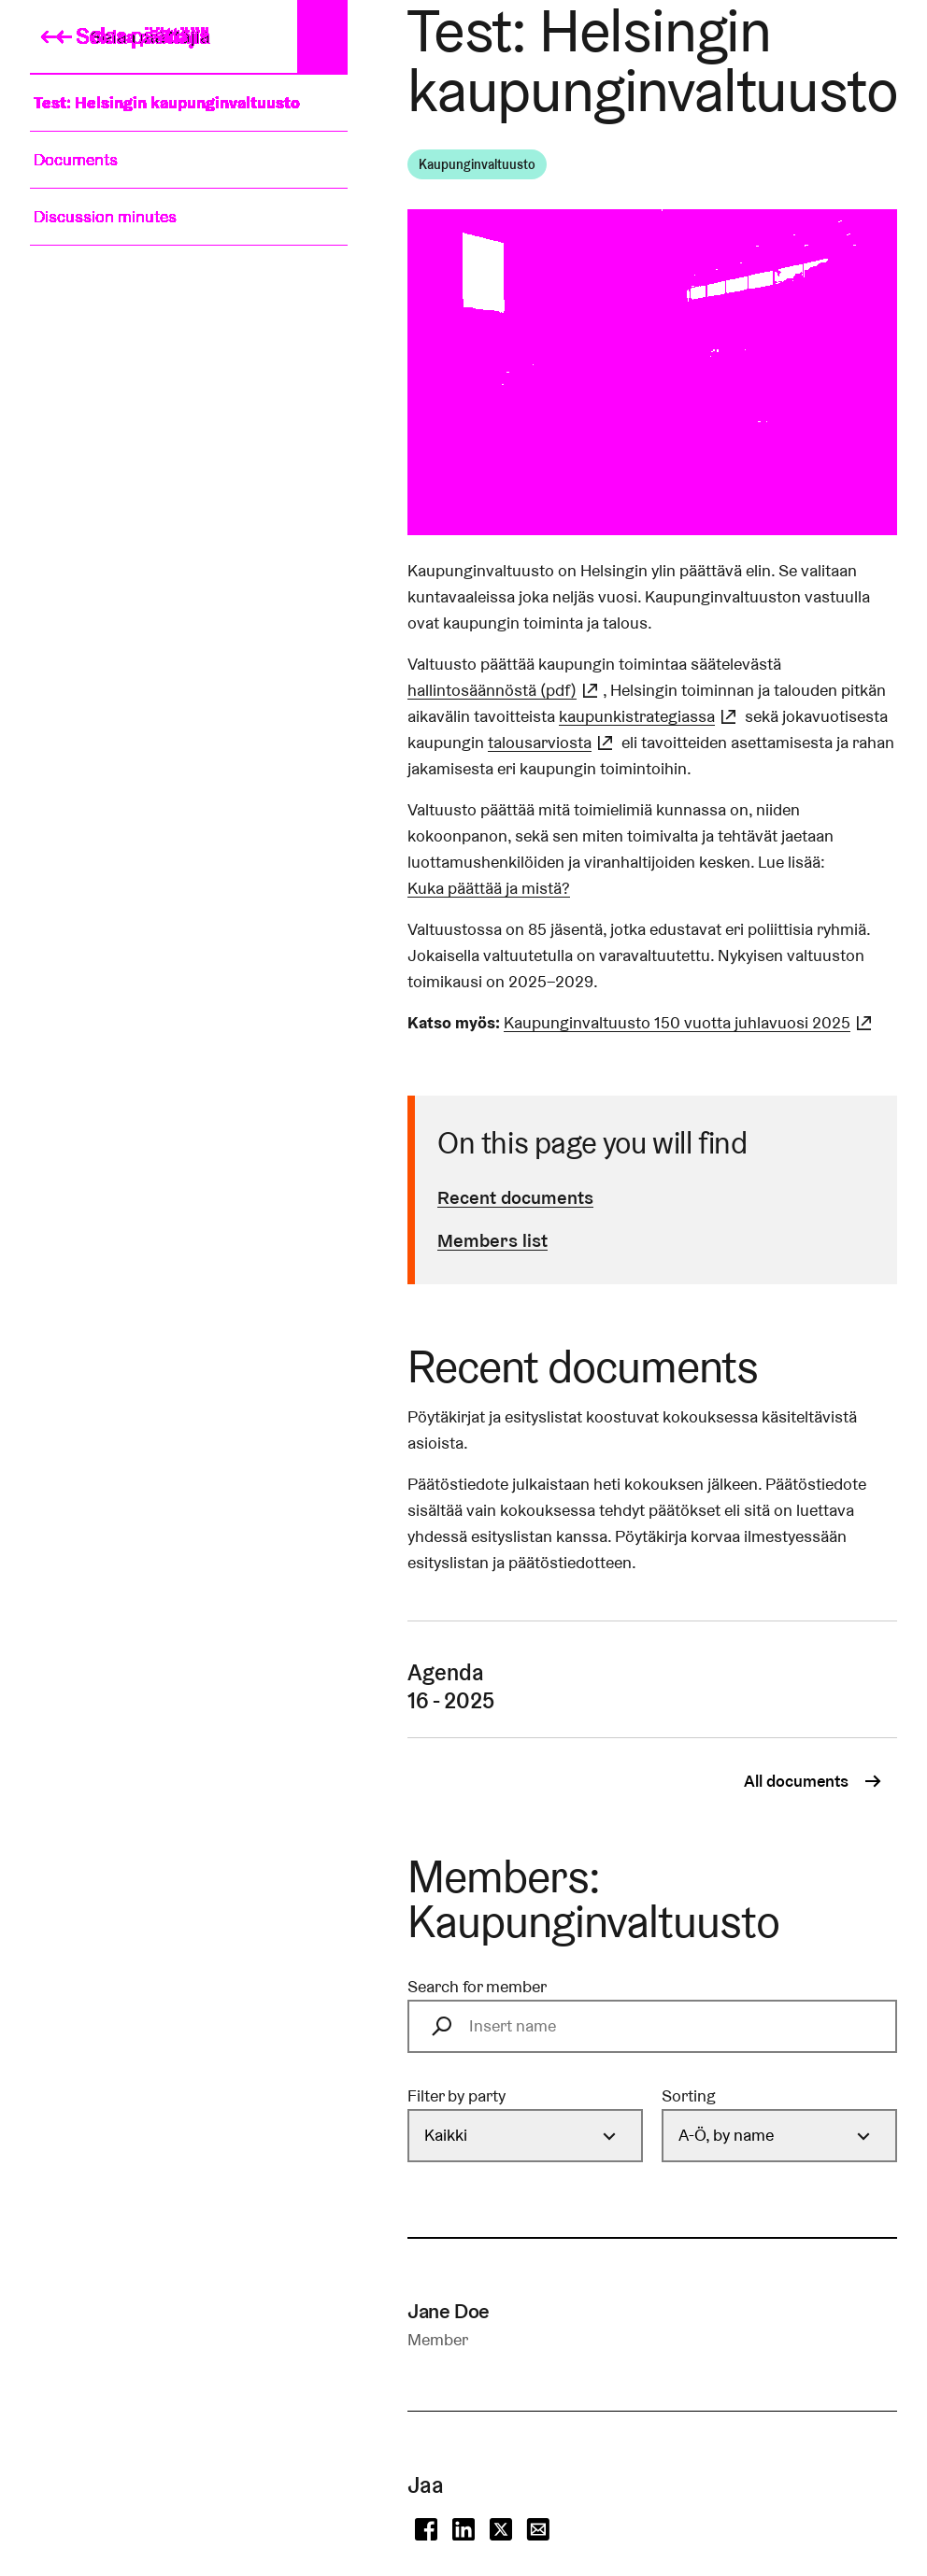 Test: Helsingin kaupunginvaltuusto
Documents
Discussion minutes
Test: Helsingin
kaupunginvaltuusto
Kaupunginvaltuusto
Kaupunginvaltuusto on Helsingin ylin päättävä elin. Se valitaan
kuntavaaleissa joka neljäs vuosi. Kaupunginvaltuuston vastuulla
ovat kaupungin toiminta ja talous.
Valtuusto päättää kaupungin toimintaa säätelevästä
hallintosäännöstä (pdf) , Helsingin toiminnan ja talouden pitkän
aikavälin tavoitteista kaupunkistrategiassa sekä jokavuotisesta
kaupungin talousarviosta eli tavoitteiden asettamisesta ja rahan
jakamisesta eri kaupungin toimintoihin.
Valtuusto päättää mitä toimielimiä kunnassa on, niiden
kokoonpanon, sekä sen miten toimivalta ja tehtävät jaetaan
luottamushenkilöiden ja viranhaltijoiden kesken. Lue lisää:
Kuka päättää ja mistä?
Valtuustossa on 85 jäsentä, jotka edustavat eri poliittisia ryhmiä.
Jokaisella valtuutetulla on varavaltuutettu. Nykyisen valtuuston
toimikausi on 2025–2029.
Katso myös: Kaupunginvaltuusto 150 vuotta juhlavuosi 2025
On this page you will find
Recent documents
Members list
Recent documents
Pöytäkirjat ja esityslistat koostuvat kokouksessa käsiteltävistä
asioista.
Päätöstiedote julkaistaan heti kokouksen jälkeen. Päätöstiedote
sisältää vain kokouksessa tehdyt päätökset eli sitä on luettava
yhdessä esityslistan kanssa. Pöytäkirja korvaa ilmestyessään
esityslistan ja päätöstiedotteen.
Agenda
16 - 2025
All documents
Members:
Kaupunginvaltuusto
Search for member
Insert name
Filter by party
Sorting
Kaikki
A-Ö, by name
Jane Doe
Member
Jaa